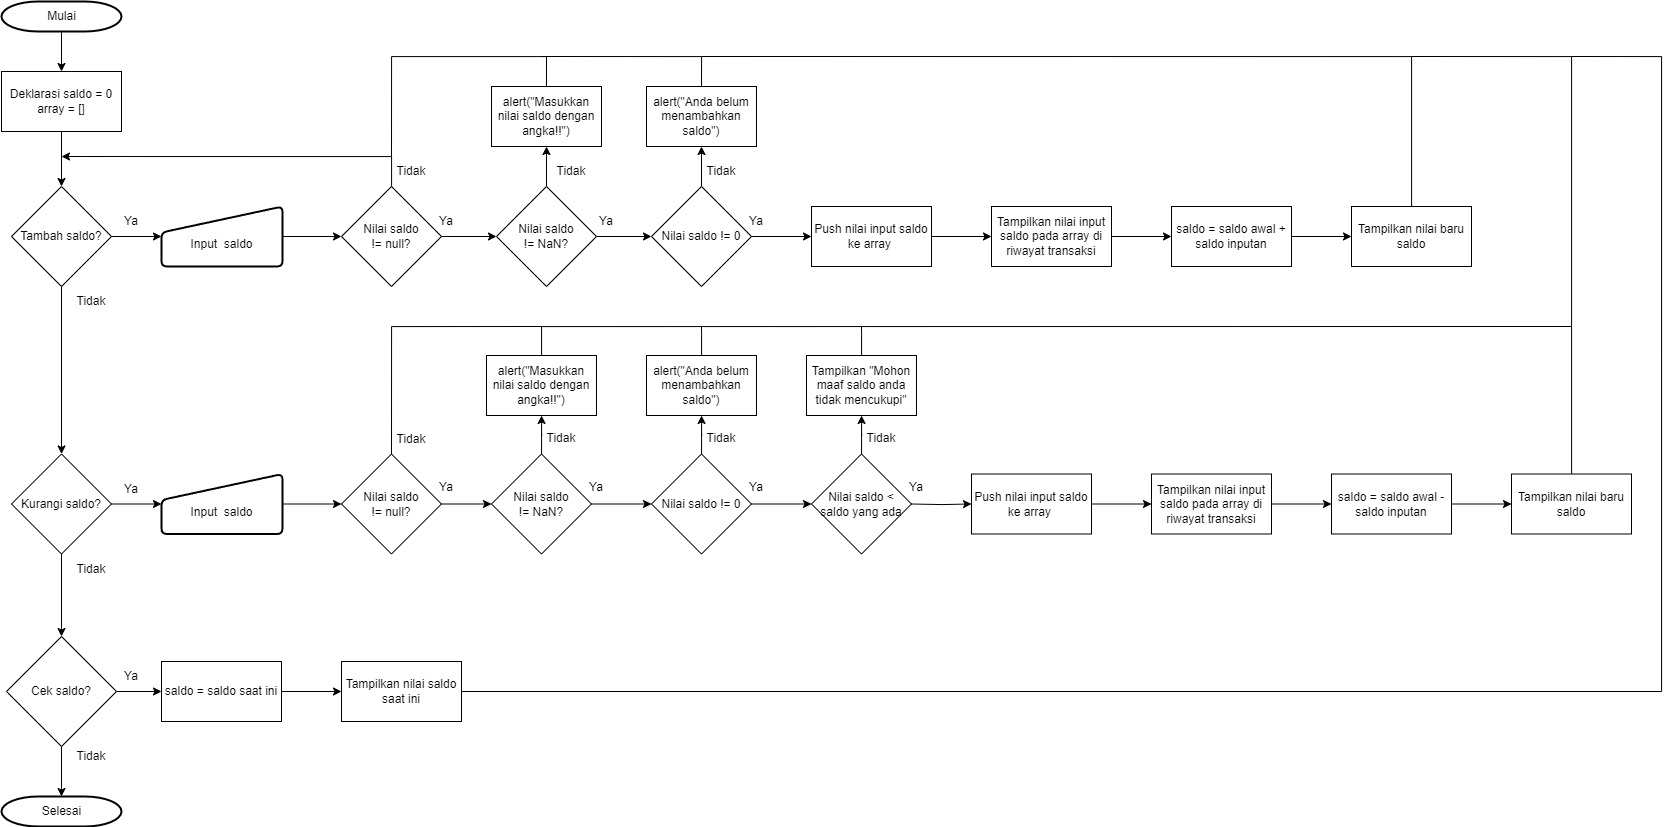 Mulai
Deklarasi saldo = 0
array = []
Tambah saldo?
Ya
Tidak
Input  saldo
Nilai saldo
!= null?
Tidak
Ya
alert("Masukkan
nilai saldo dengan
angka!!")
Tidak
Nilai saldo
!= NaN?
Ya
alert("Anda belum
menambahkan
saldo")
Tidak
Nilai saldo != 0
Ya
Push nilai input saldo
ke array
Tampilkan nilai input
saldo pada array di
riwayat transaksi
saldo = saldo awal +
saldo inputan
Tampilkan nilai baru
saldo
Kurangi saldo?
Ya
Tidak
Input  saldo
Nilai saldo
!= null?
Tidak
Ya
alert("Masukkan
nilai saldo dengan
angka!!")
Tidak
Nilai saldo
!= NaN?
Ya
alert("Anda belum
menambahkan
saldo")
Tidak
Nilai saldo != 0
Ya
Tampilkan "Mohon
maaf saldo anda
tidak mencukupi"
Tidak
Nilai saldo <
saldo yang ada
Ya
Push nilai input saldo
ke array
Tampilkan nilai input
saldo pada array di
riwayat transaksi
saldo = saldo awal -
saldo inputan
Tampilkan nilai baru
saldo
Cek saldo?
Ya
Tidak
saldo = saldo saat ini
Tampilkan nilai saldo
saat ini
Selesai